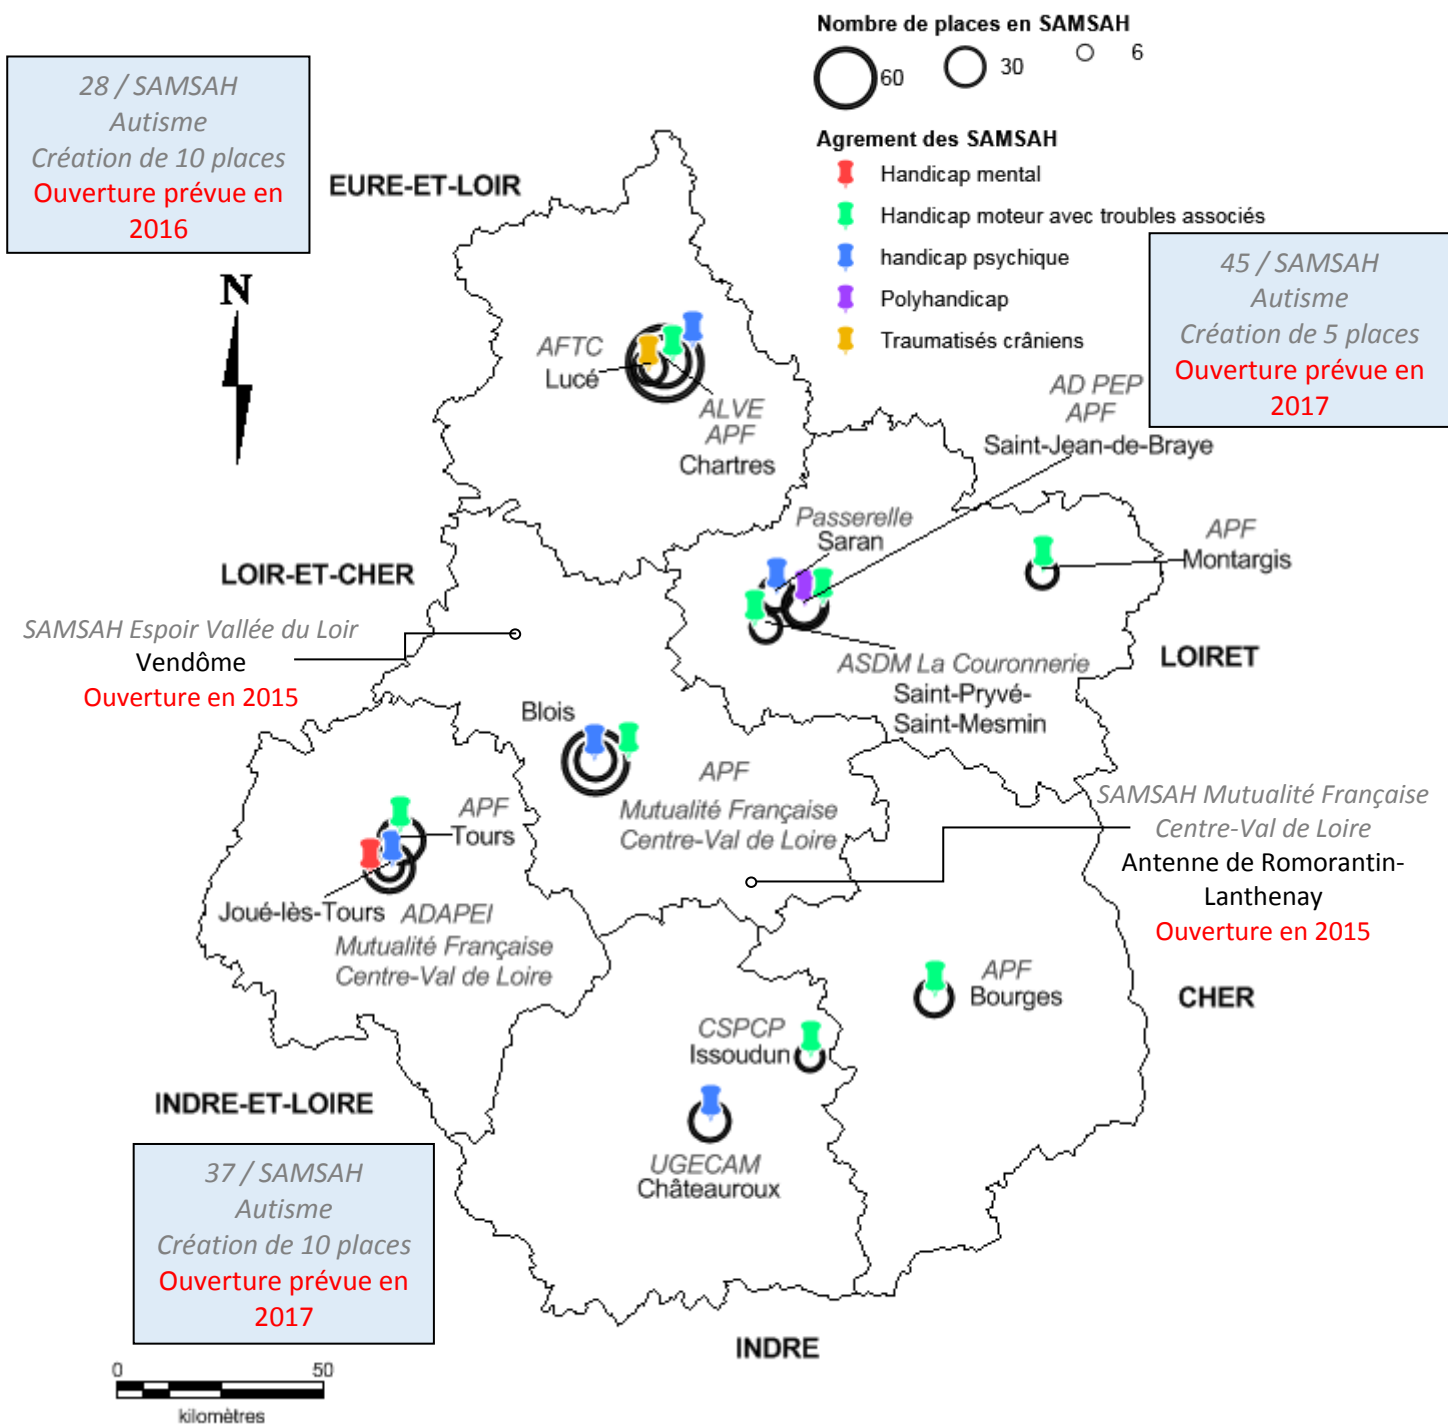 Nombre de places en SAMSAH
60
30
6
Agrement des SAMSAH
Handicap mental
Handicap moteur avec troubles associés
handicap psychique
Polyhandicap
Traumatisés crâniens
28 / SAMSAH
Autisme
Création de 10 places
Ouverture prévue en
2016
EURE-ET-LOIR
N
45 / SAMSAH
Autisme
Création de 5 places
Ouverture prévue en
2017
AFTC
Lucé
ALVE
APF
Chartres
AD PEP
APF
Saint-Jean-de-Braye
Passerelle
Saran
APF
Montargis
LOIR-ET-CHER
SAMSAH Espoir Vallée du Loir
Vendôme
Ouverture en 2015
ASDM La Couronnerie
Saint-Pryvé-
Saint-Mesmin
LOIRET
Blois
APF
Mutualité Française
Centre-Val de Loire
SAMSAH Mutualité Française
Centre-Val de Loire
Antenne de Romorantin-
Lanthenay
Ouverture en 2015
APF
Tours
Joué-lès-Tours
ADAPEI
Mutualité Française
Centre-Val de Loire
APF
Bourges
CHER
CSPCP
Issoudun
INDRE-ET-LOIRE
UGECAM
Châteauroux
37 / SAMSAH
Autisme
Création de 10 places
Ouverture prévue en
2017
INDRE
0
50
kilomètres